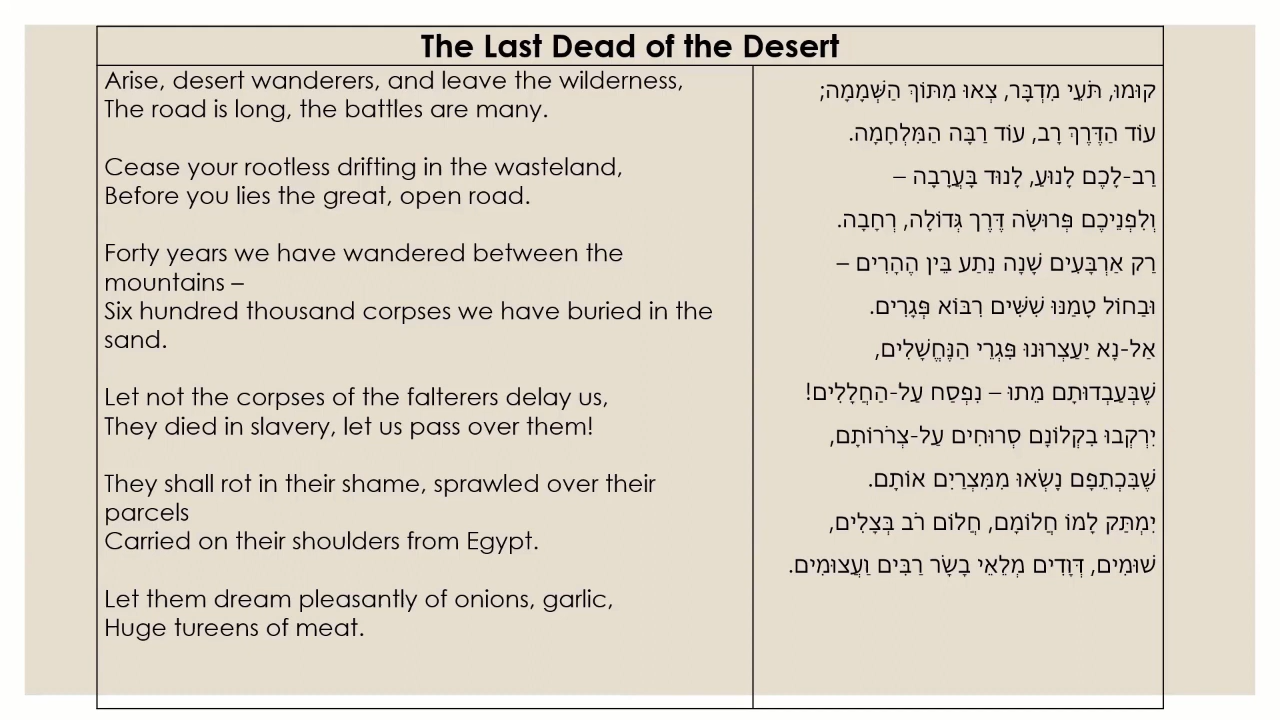 The Last Dead of the Desert
Arise, desert wanderers, and leave the wilderness,
The road is long, the battles are many.
Cease your rootless drifting in the wasteland,
Before you lies the great, open road.
Forty years we have wandered between the
mountains –
Six hundred thousand corpses we have buried in the
sand.
Let not the corpses of the falterers delay us,
They died in slavery, let us pass over them!
They shall rot in their shame, sprawled over their
parcels
Carried on their shoulders from Egypt.
Let them dream pleasantly of onions, garlic,
Huge tureens of meat.
קוּמוּ, תֹּעֵי מִדְבָּר, צְאוּ מִתּוֹךְ הַשְּׁמָמָה;
עוֹד הַדֶּרֶךְ רָב, עוֹד רַבָּה הַמִּלְחָמָה.
רַב-לָכֶם לָנוּעַ, לָנוּד בָּעֲרָבָה –
וְלִפְנֵיכֶם פְּרוּשָׂה דֶּרֶך גְּדוֹלָה, רְחָבָה.
רַק אַרְבָּעִים שָׁנָה נֵתַע בֵּין הֶהָרִים –
וּבַחוֹל טָמַנּוּ שִׁשִּׁים רִבּוֹא פְּגָרִים.
אַל-נָא יַעַצְרוּנוּ פִּגְרֵי הַנֶּחֱשָׁלִים,
שֶׁבְּעַבְדוּתָם מֵתוּ – נִפְסַח עַל-הַחֲלָלִים!
יִרְקְבוּ בִקְלוֹנָם סְרוּחִים עַל-צְרֹרוֹתָם,
שֶׁבִּכְתֵפָם נָשְׂאוּ מִמִּצְרַיִם אוֹתָם.
יִמְתַּק לָמוֹ חֲלוֹמָם, חֲלוֹם רֹב בְּצָלִים,
שׁוּמִים, דְּוָדִים מְלֵאֵי בָשָׂר רַבִּים וַעֲצוּמִים.